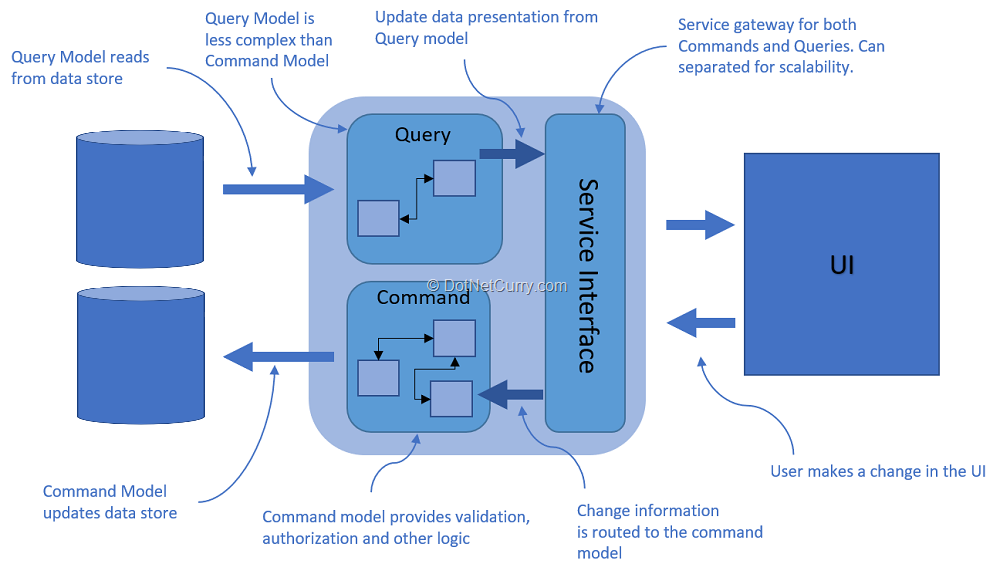 Query Model reads
from data store
Query Model is
less complex than
Command Model
Update data presentation from
Query model
Service gateway for both
Commands and Queries. Can
separated for scalability.
Query
Service Interface
UI
© DotNetCurry.com
Command
Command Model
updates data store
Command model provides validation,
authorization and other logic
Change information
is routed to the command
model
User makes a change in the UI